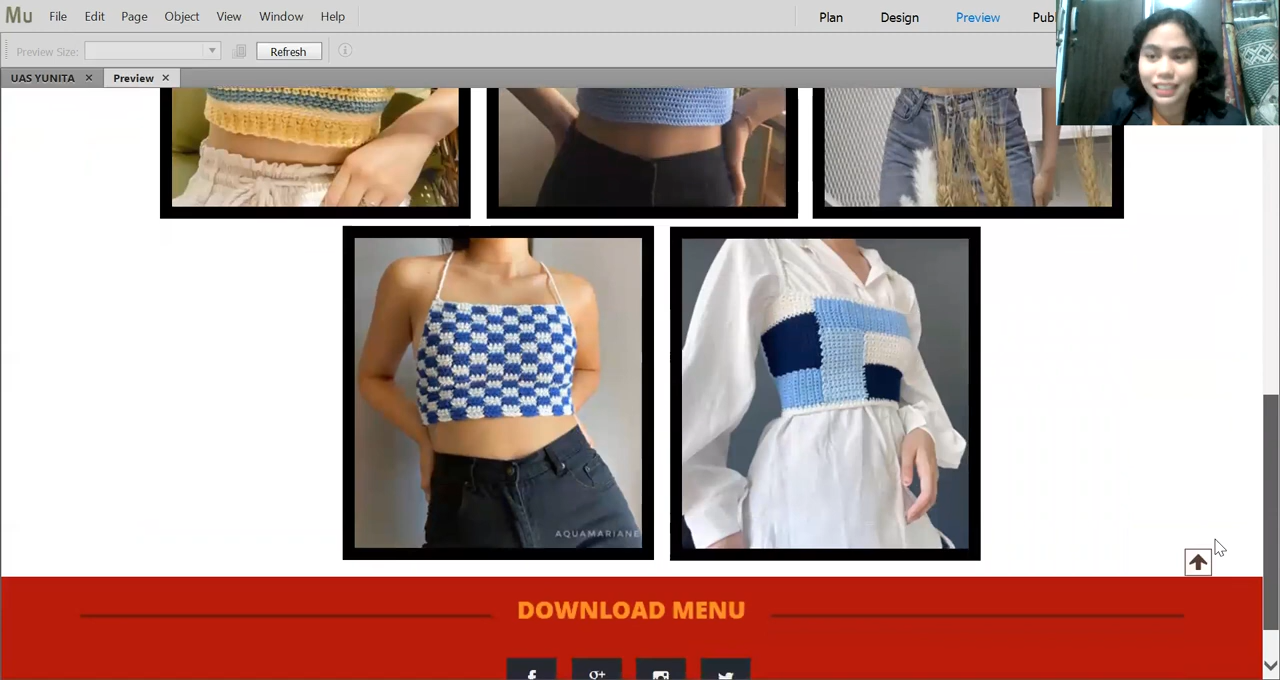 Mu File Edit Page Object View Window Help Plan Design Preview Pub
Preview Size: Refresh
UAS YUNITA Preview
AQUAMARIANE
DOWNLOAD MENU